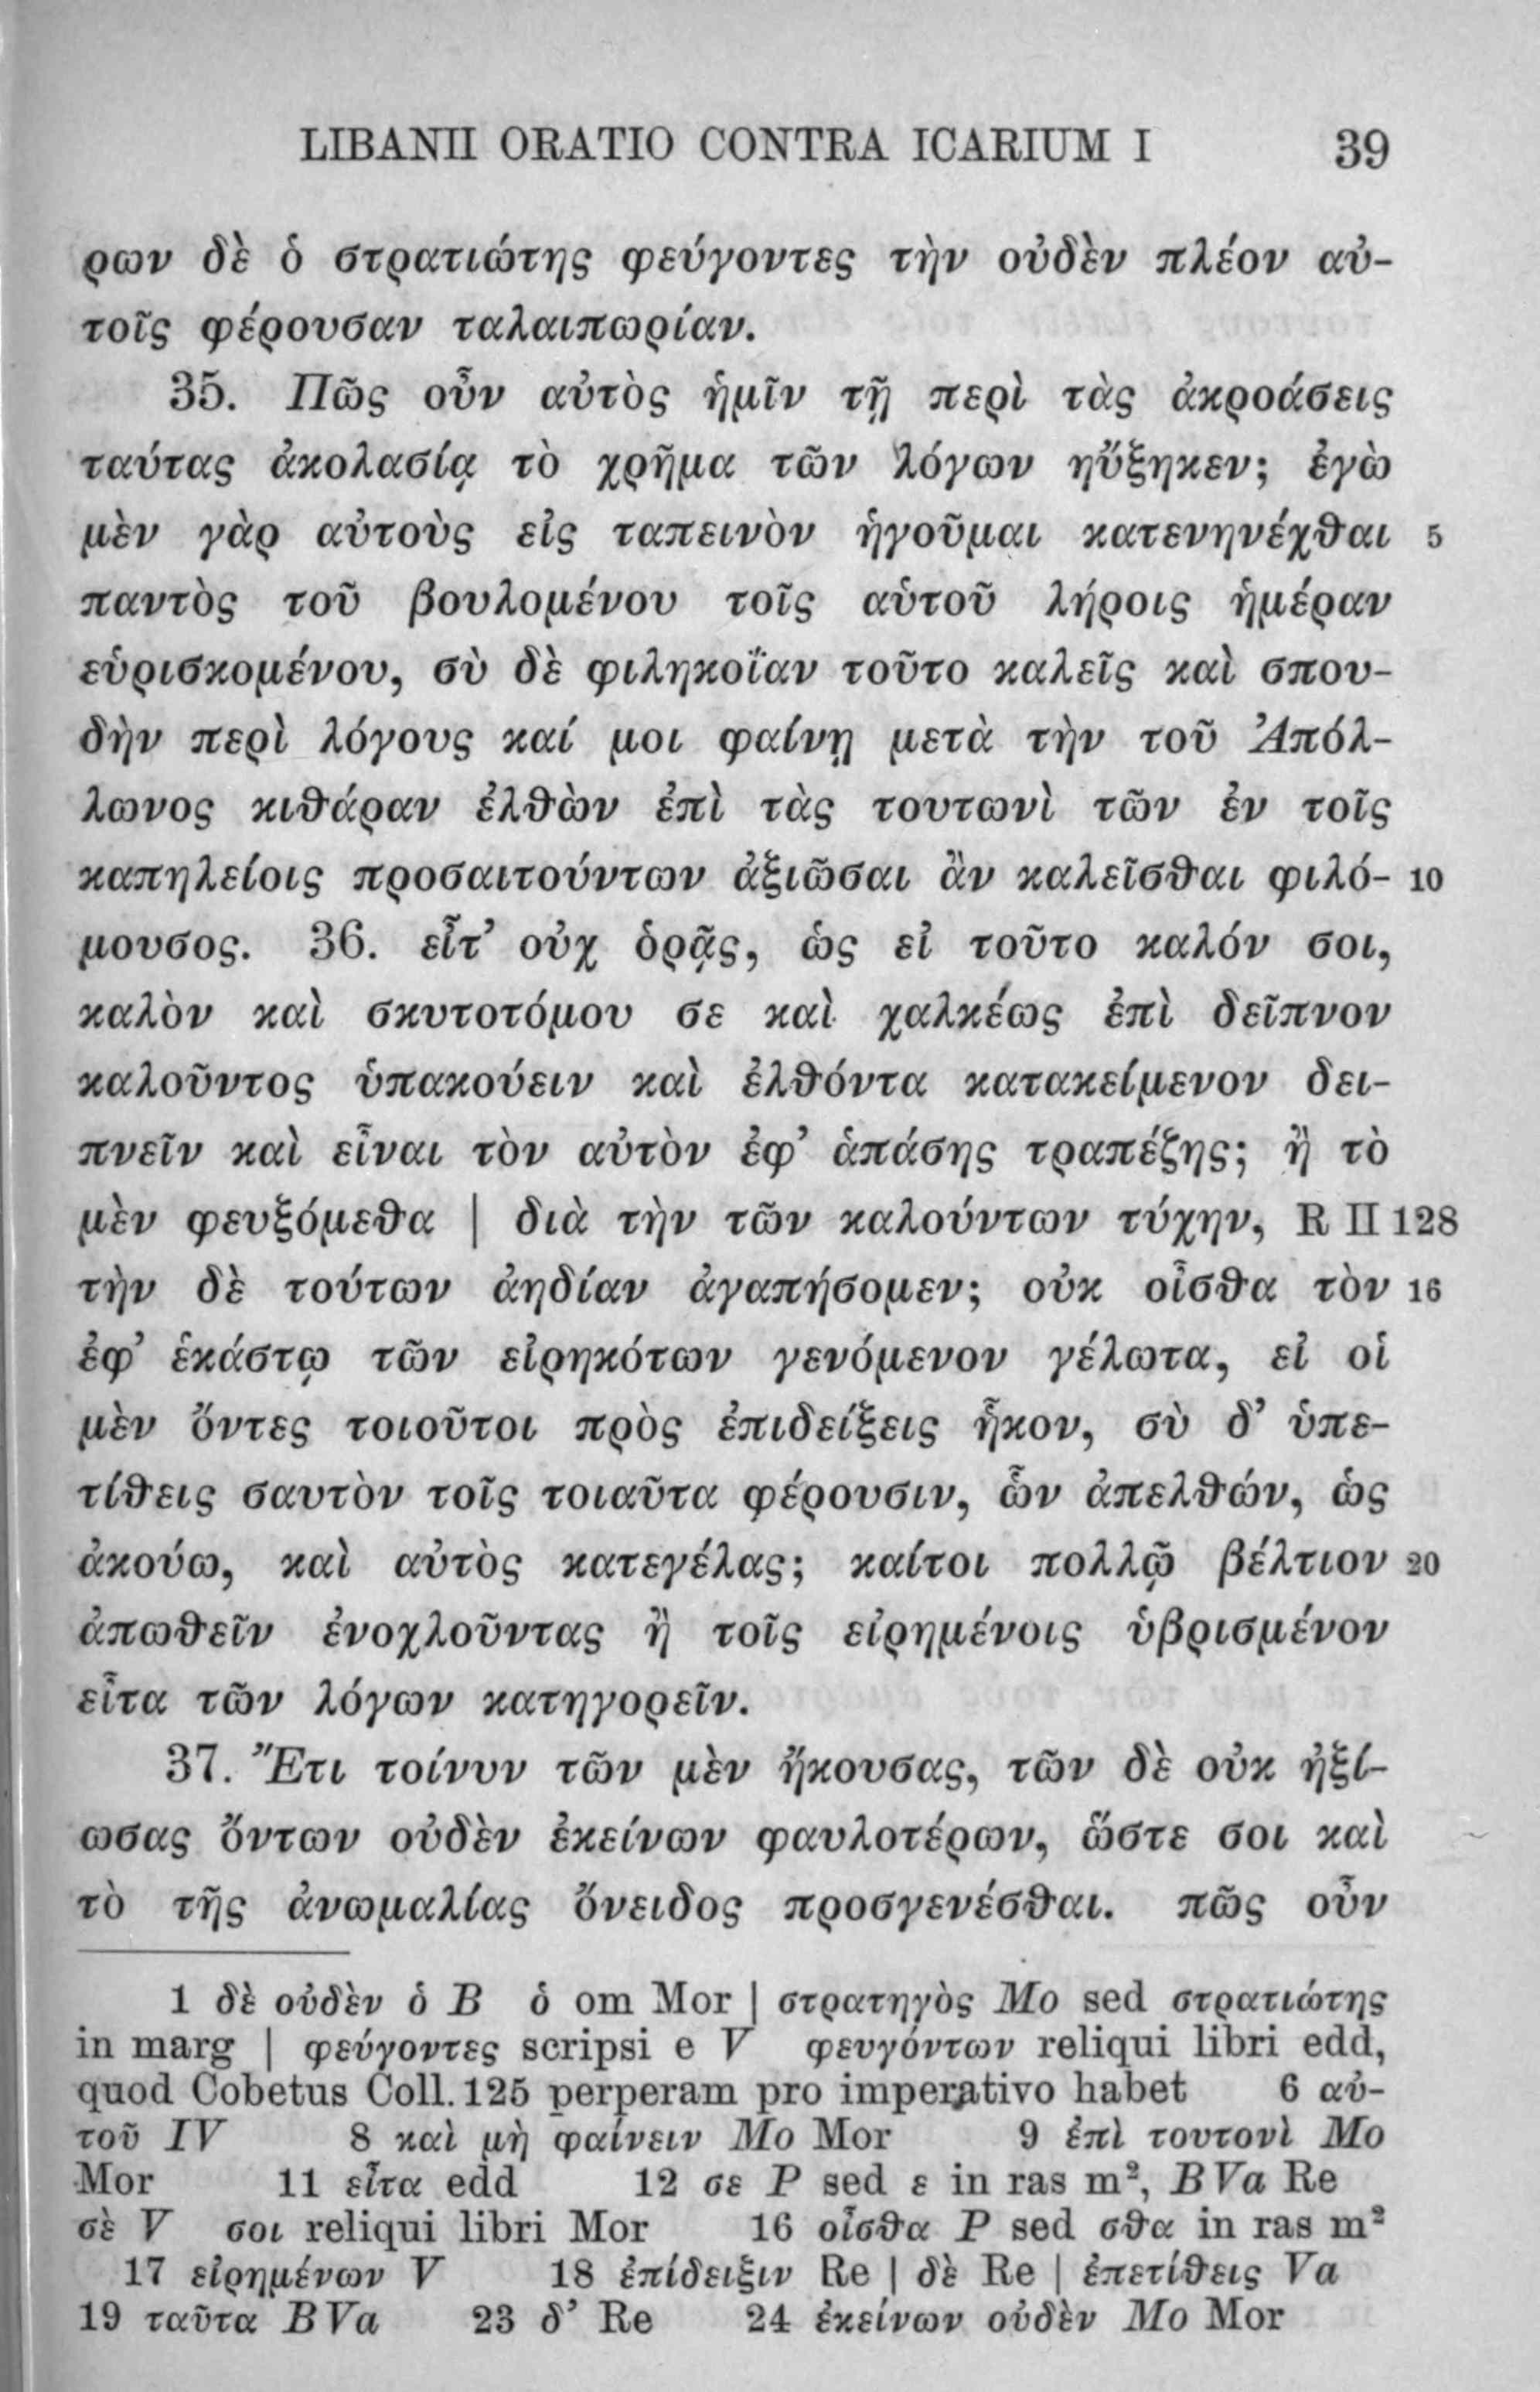 LIBANII ORATIO CONTRA ICARIUM I 39
ρων δὲ ὁ στρατιώτης φεύγοντες τὴν οὐδὲν πλέον αὐ-
τοῖς φέρουσαν ταλαιπωρίαν.
35. Πῶς οὖν αὐτὸς ἡμῖν τῇ περὶ τὰς ἀκροάσεις
ταύτας ἀκολασίᾳ τὸ χρῆμα τῶν λόγων ηὔξηκεν; ἐγὼ
μὲν γὰρ αὐτοὺς εἰς ταπεινὸν ἡγοῦμαι κατενηνέχθαι 5
παντὸς τοῦ βουλομένου τοῖς αὑτοῦ λήροις ἡμέραν
εὑρισκομένου, σὺ δὲ φιληκοΐαν τοῦτο καλεῖς καὶ σπου-
δὴν περὶ λόγους καί μοι φαίνῃ μετὰ τὴν τοῦ Ἀπόλ-
λωνος κιθάραν ἐλθὼν ἐπὶ τὰς τουτωνὶ τῶν ἐν τοῖς
καπηλείοις προσαιτούντων ἀξιῶσαι ἂν καλεῖσθαι φιλό- 10
μουσος. 36. εἶτ’ οὐχ ὁρᾷς, ὡς εἰ τοῦτο καλόν σοι,
καλὸν καὶ σκυτοτόμου σε καὶ χαλκέως ἐπὶ δεῖπνον
καλοῦντος ὑπακούειν καὶ ἐλθόντα κατακείμενον δει-
πνεῖν καὶ εἶναι τὸν αὐτὸν ἐφ’ ἁπάσης τραπέζης; ἢ τὸ
μὲν φευξόμεθα | διὰ τὴν τῶν καλούντων τύχην, R II 128
τὴν δὲ τούτων ἀηδίαν ἀγαπήσομεν; οὐκ οἶσθα τὸν 16
ἐφ’ ἑκάστῳ τῶν εἰρηκότων γενόμενον γέλωτα, εἰ οἱ
μὲν ὄντες τοιοῦτοι πρὸς ἐπιδείξεις ἧκον, σὺ δ’ ὑπε-
τίθεις σαυτὸν τοῖς τοιαῦτα φέρουσιν, ὧν ἀπελθών, ὡς
ἀκούω, καὶ αὐτὸς κατεγέλας; καίτοι πολλῷ βέλτιον 20
ἀπωθεῖν ἐνοχλοῦντας ἢ τοῖς εἰρημένοις ὑβρισμένον
εἶτα τῶν λόγων κατηγορεῖν.
37. Ἔτι τοίνυν τῶν μὲν ἤκουσας, τῶν δὲ οὐκ ἠξί-
ωσας ὄντων οὐδὲν ἐκείνων φαυλοτέρων, ὥστε σοι καὶ
τὸ τῆς ἀνωμαλίας ὄνειδος προσγενέσθαι. πῶς οὖν
1 δὲ οὐδὲν ὁ B ὁ om Mor | στρατηγὸς Mo sed στρατιώτης
in marg | φεύγοντες scripsi e V φευγόντων reliqui libri edd,
quod Cobetus Coll. 125 perperam pro imperativo habet 6 αὐ-
τοῦ IV 8 καὶ μὴ φαίνειν Mo Mor 9 ἐπὶ τουτονὶ Mo
Mor 11 εἶτα edd 12 σε P sed ε in ras m², BVa Re
σὲ V σοι reliqui libri Mor 16 οἶσθα P sed σθα in ras m²
17 εἰρημένων V 18 ἐπίδειξιν Re | δὲ Re | ἐπετίθεις Va
19 ταῦτα BVa 23 δ’ Re 24 ἐκείνων οὐδὲν Mo Mor